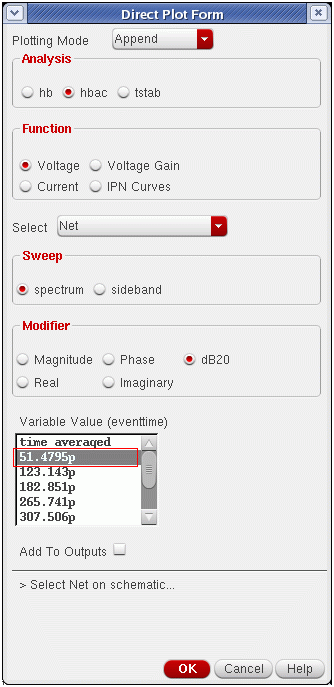 Direct Plot Form
Plotting Mode Append
Analysis
hb hbac tstab
Function
Voltage Voltage Gain
Current IPN Curves
Select Net
Sweep
spectrum sideband
Modifier
Magnitude Phase dB20
Real Imaginary
Variable Value (eventtime)
time averaged
51.4795p
123.143p
182.851p
265.741p
307.506p
Add To Outputs
> Select Net on schematic...
OK Cancel Help